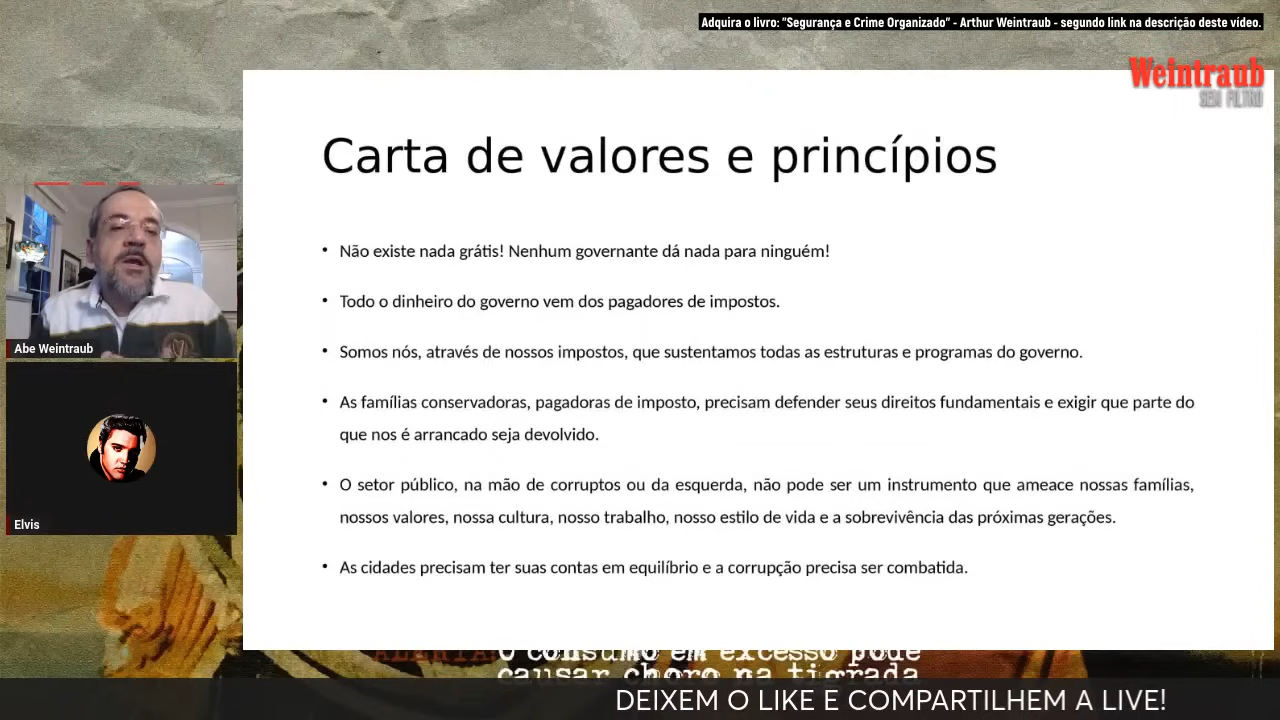 Adquira o livro: "Segurança e Crime Organizado" - Arthur Weintraub - segundo link na descrição deste vídeo.
Weintraub
SEM FILTRO
Carta de valores e princípios
• Não existe nada grátis! Nenhum governante dá nada para ninguém!
• Todo o dinheiro do governo vem dos pagadores de impostos.
• Somos nós, através de nossos impostos, que sustentamos todas as estruturas e programas do governo.
• As famílias conservadoras, pagadoras de imposto, precisam defender seus direitos fundamentais e exigir que parte do
que nos é arrancado seja devolvido.
• O setor público, na mão de corruptos ou da esquerda, não pode ser um instrumento que ameace nossas famílias,
nossos valores, nossa cultura, nosso trabalho, nosso estilo de vida e a sobrevivência das próximas gerações.
• As cidades precisam ter suas contas em equilíbrio e a corrupção precisa ser combatida.
Abe Weintraub
Elvis
ALERTA: O consumo em excesso pode
causar choro na tigrada
DEIXEM O LIKE E COMPARTILHEM A LIVE!